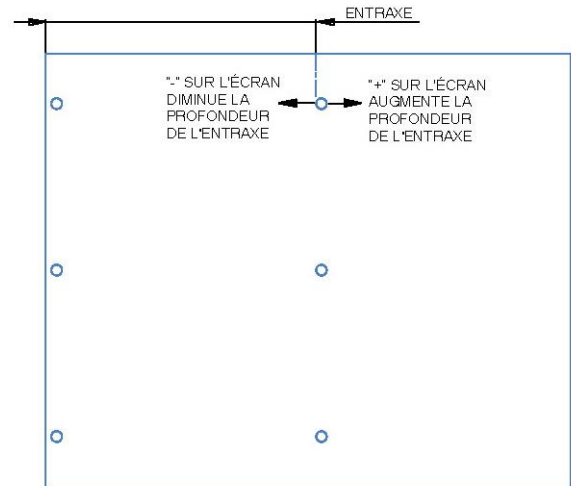 ENTRAXE
"-" SUR L'ÉCRAN
DIMINUE LA
PROFONDEUR
DE L'ENTRAXE
"+" SUR L'ÉCRAN
AUGMENTE LA
PROFONDEUR
DE L'ENTRAXE